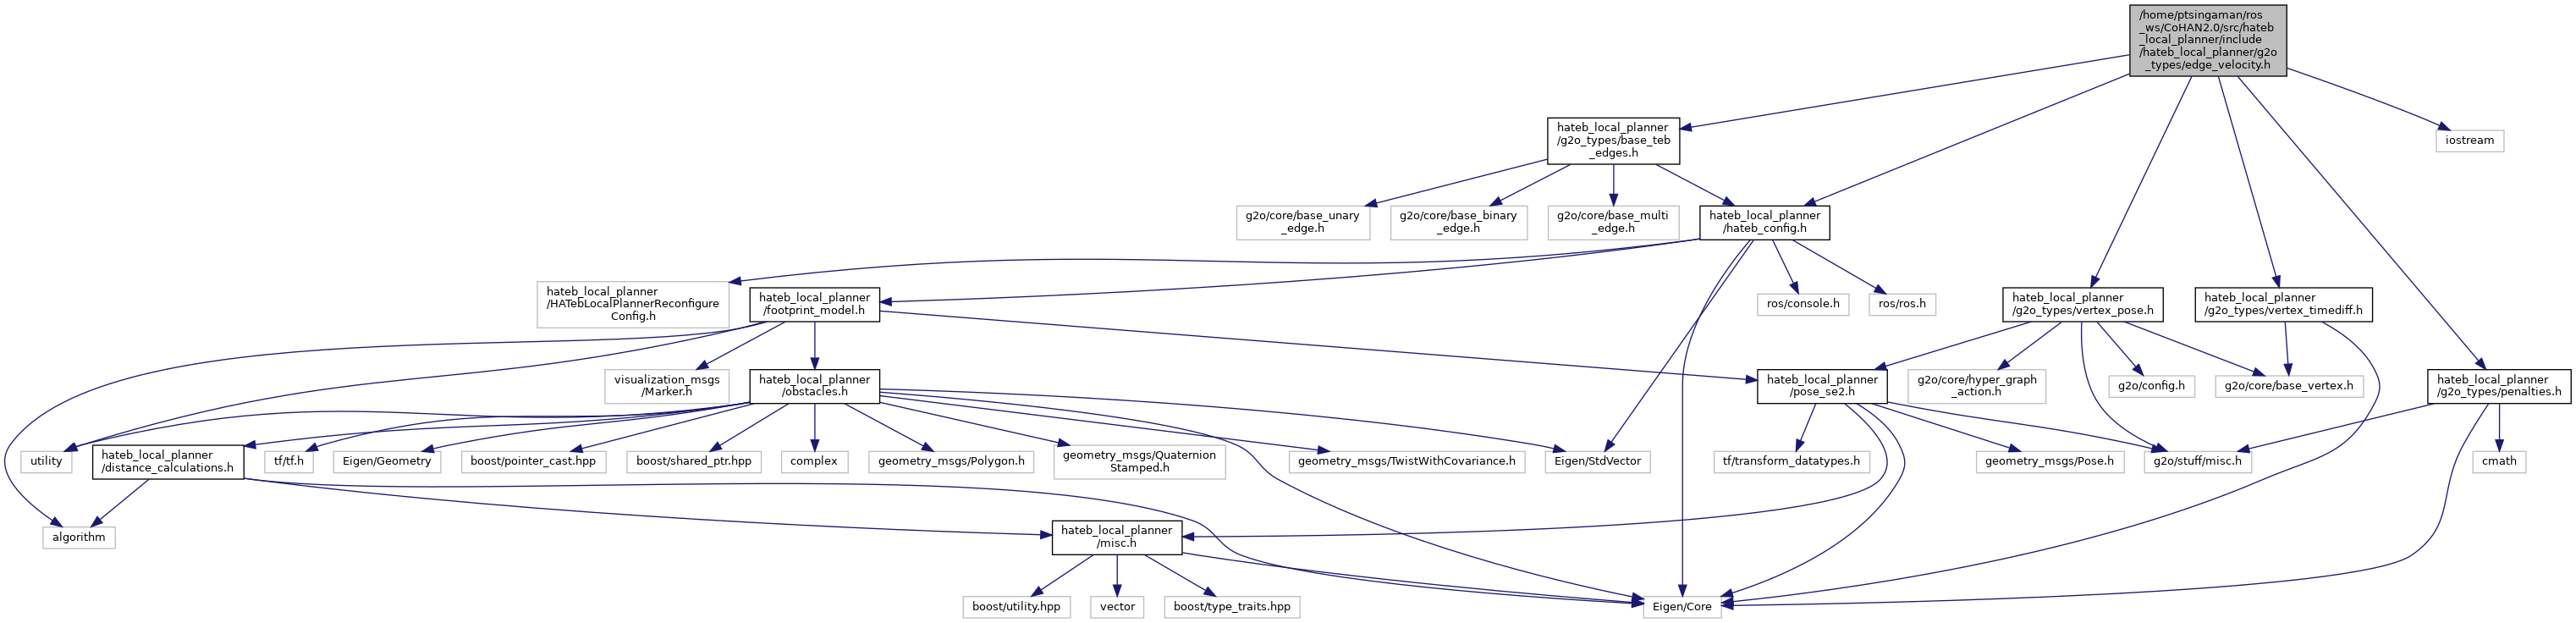 /home/ptsingaman/ros
_ws/CoHAN2.0/src/hateb
_local_planner/include
/hateb_local_planner/g2o
_types/edge_velocity.h
hateb_local_planner
/g2o_types/base_teb
_edges.h
iostream
g2o/core/base_unary
_edge.h
g2o/core/base_binary
_edge.h
g2o/core/base_multi
_edge.h
hateb_local_planner
/hateb_config.h
hateb_local_planner
/HATebLocalPlannerReconfigure
Config.h
hateb_local_planner
/footprint_model.h
ros/console.h
ros/ros.h
hateb_local_planner
/g2o_types/vertex_pose.h
hateb_local_planner
/g2o_types/vertex_timediff.h
visualization_msgs
/Marker.h
hateb_local_planner
/obstacles.h
hateb_local_planner
/pose_se2.h
g2o/core/hyper_graph
_action.h
g2o/config.h
g2o/core/base_vertex.h
hateb_local_planner
/g2o_types/penalties.h
utility
hateb_local_planner
/distance_calculations.h
tf/tf.h
Eigen/Geometry
boost/pointer_cast.hpp
boost/shared_ptr.hpp
complex
geometry_msgs/Polygon.h
geometry_msgs/Quaternion
Stamped.h
geometry_msgs/TwistWithCovariance.h
Eigen/StdVector
tf/transform_datatypes.h
geometry_msgs/Pose.h
g2o/stuff/misc.h
cmath
algorithm
hateb_local_planner
/misc.h
boost/utility.hpp
vector
boost/type_traits.hpp
Eigen/Core